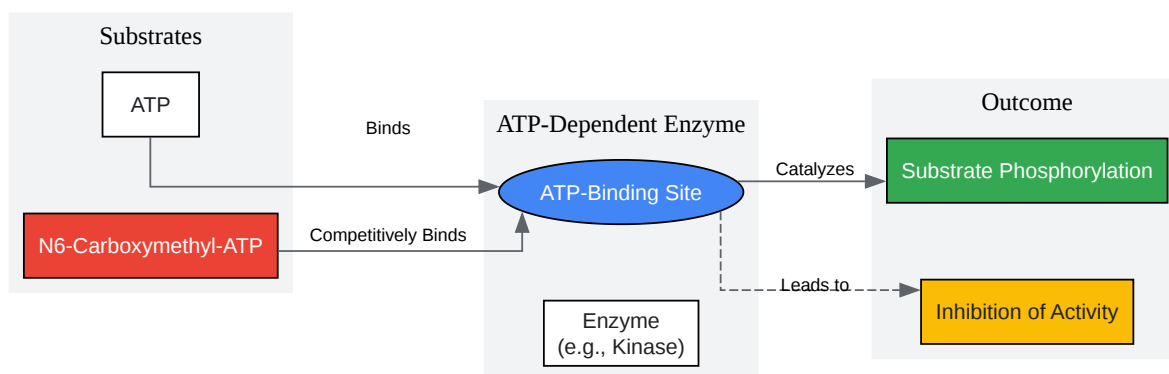 Substrates
ATP
N6-Carboxymethyl-ATP
Binds
Competitively Binds
ATP-Dependent Enzyme
ATP-Binding Site
Enzyme
(e.g., Kinase)
Catalyzes
Leads to
Outcome
Substrate Phosphorylation
Inhibition of Activity